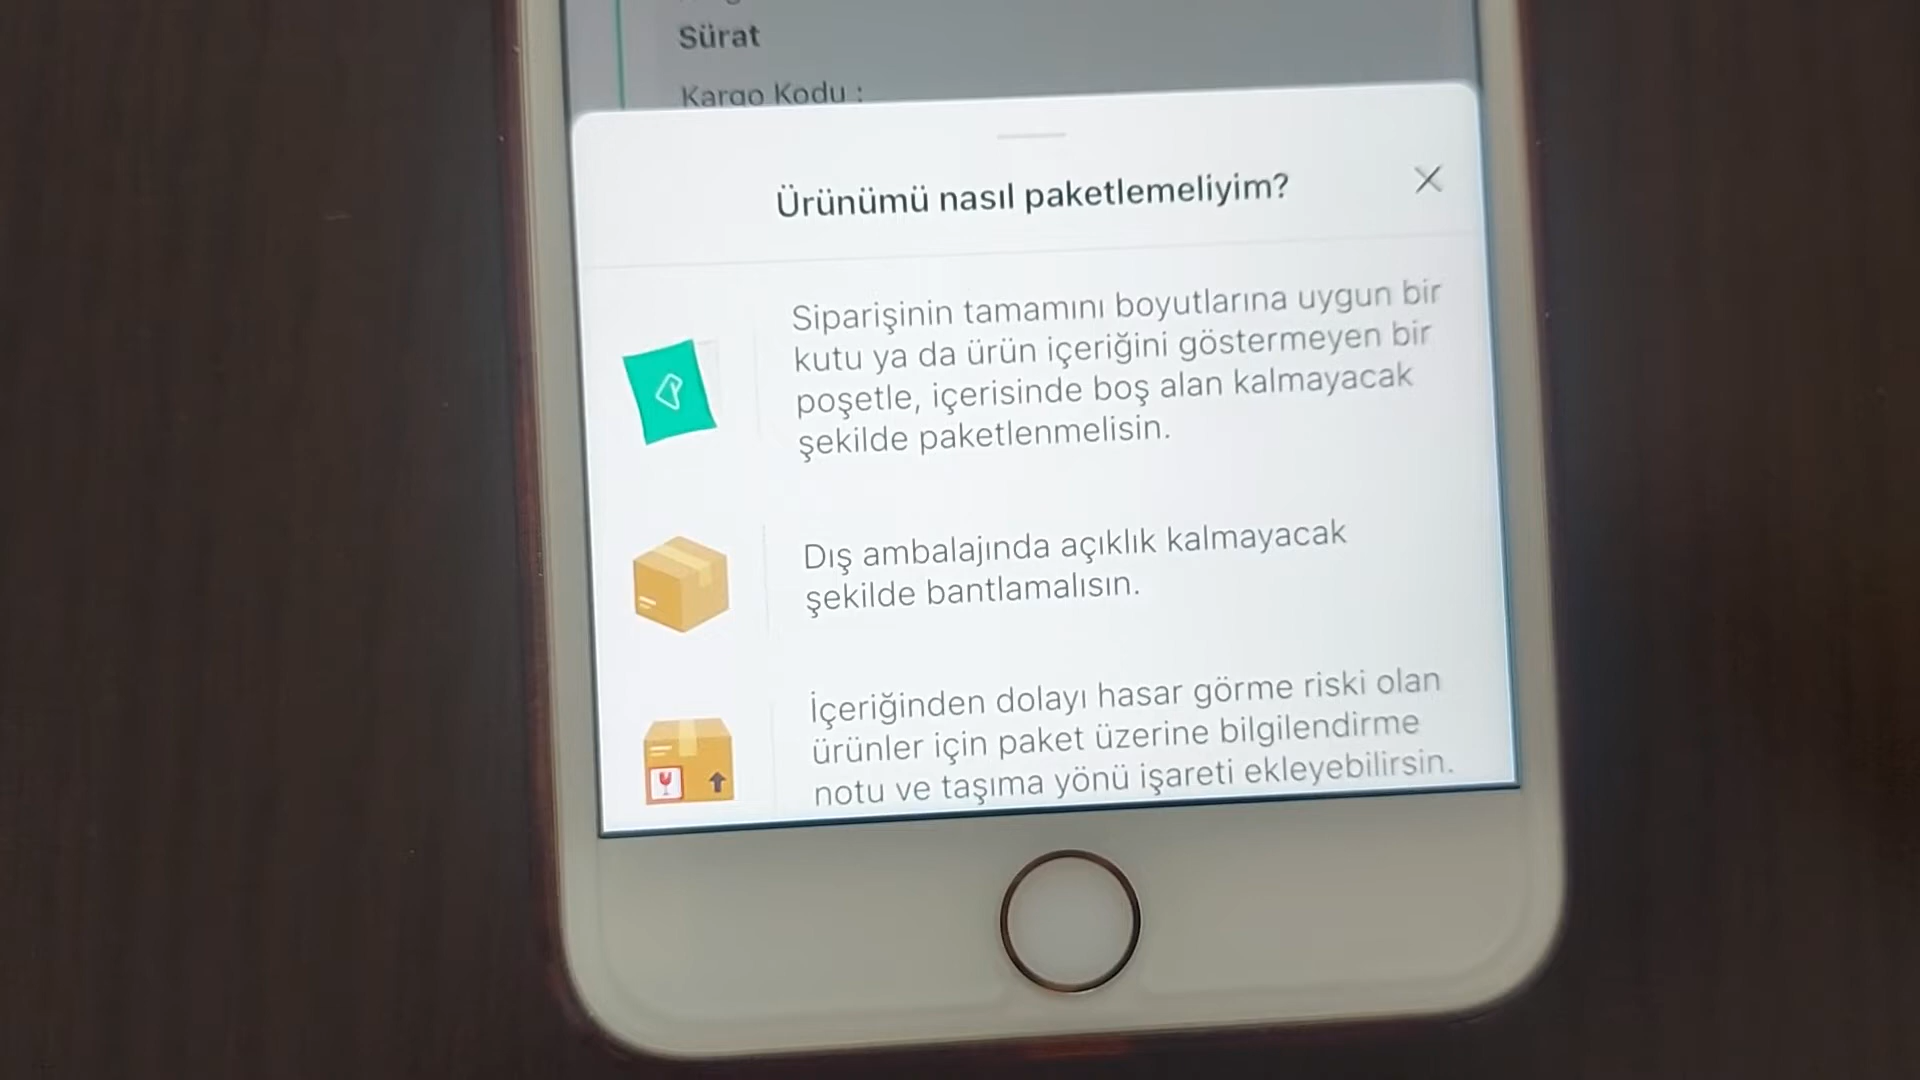 Sürat
Kargo Kodu :
Ürünümü nasıl paketlemeliyim?
Siparişinin tamamını boyutlarına uygun bir
kutu ya da ürün içeriğini göstermeyen bir
poşetle, içerisinde boş alan kalmayacak
şekilde paketlenmelisin.
Dış ambalajında açıklık kalmayacak
şekilde bantlamalısın.
İçeriğinden dolayı hasar görme riski olan
ürünler için paket üzerine bilgilendirme
notu ve taşıma yönü işareti ekleyebilirsin.